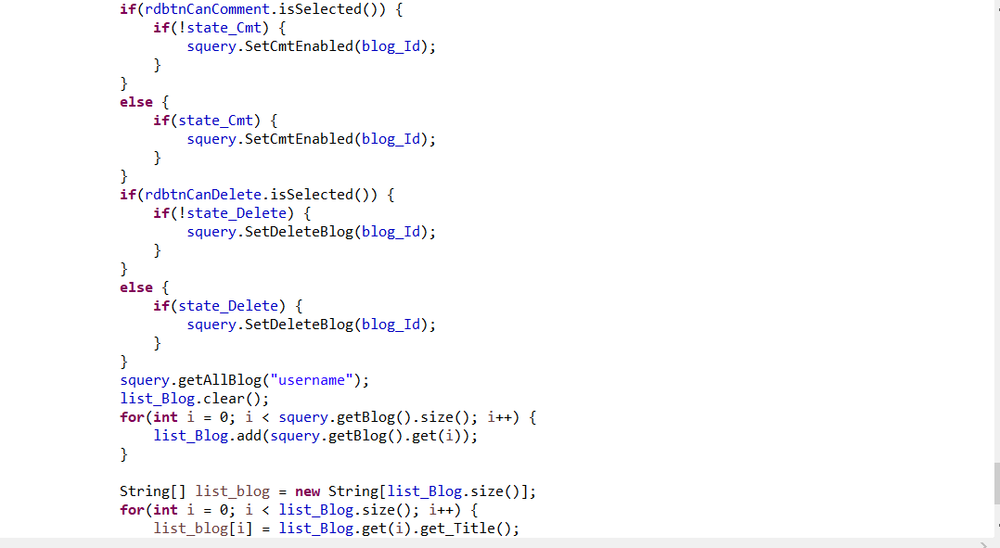 if(rdbtnCanComment.isSelected()) {
if(!state_Cmt) {
squery.SetCmtEnabled(blog_Id);
}
}
else {
if(state_Cmt) {
squery.SetCmtEnabled(blog_Id);
}
}
if(rdbtnCanDelete.isSelected()) {
if(!state_Delete) {
squery.SetDeleteBlog(blog_Id);
}
}
else {
if(state_Delete) {
squery.SetDeleteBlog(blog_Id);
}
}
squery.getAllBlog("username");
list_Blog.clear();
for(int i = 0; i < squery.getBlog().size(); i++) {
list_Blog.add(squery.getBlog().get(i));
}
String[] list_blog = new String[list_Blog.size()];
for(int i = 0; i < list_Blog.size(); i++) {
list_blog[i] = list_Blog.get(i).get_Title();